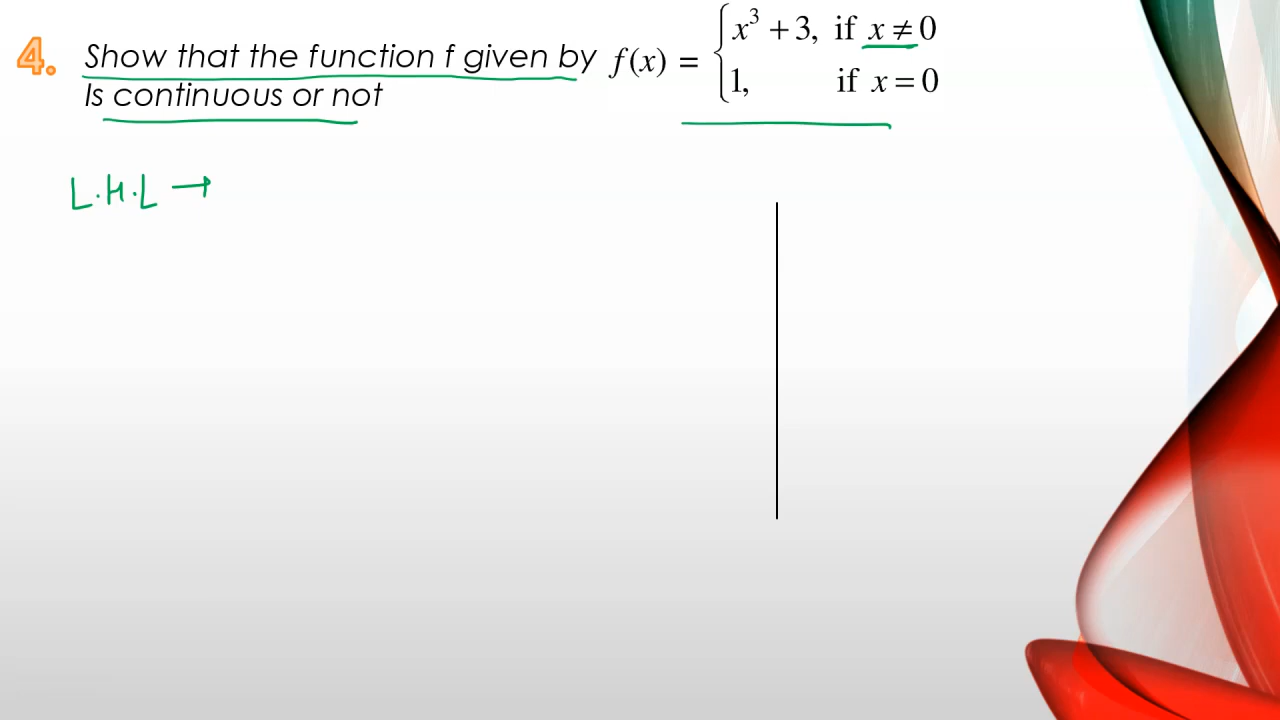 4. Show that the function f given by f(x) = { x³ + 3, if x ≠ 0
1, if x = 0
Is continuous or not
L.H.L →